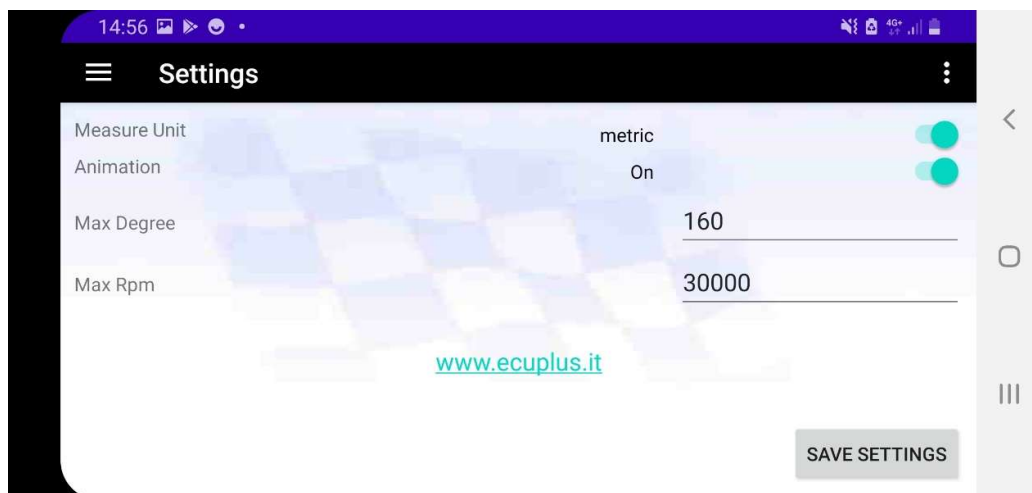 14:56
4G+
Settings
Measure Unit metric
Animation On
Max Degree 160
Max Rpm 30000
www.ecuplus.it
SAVE SETTINGS